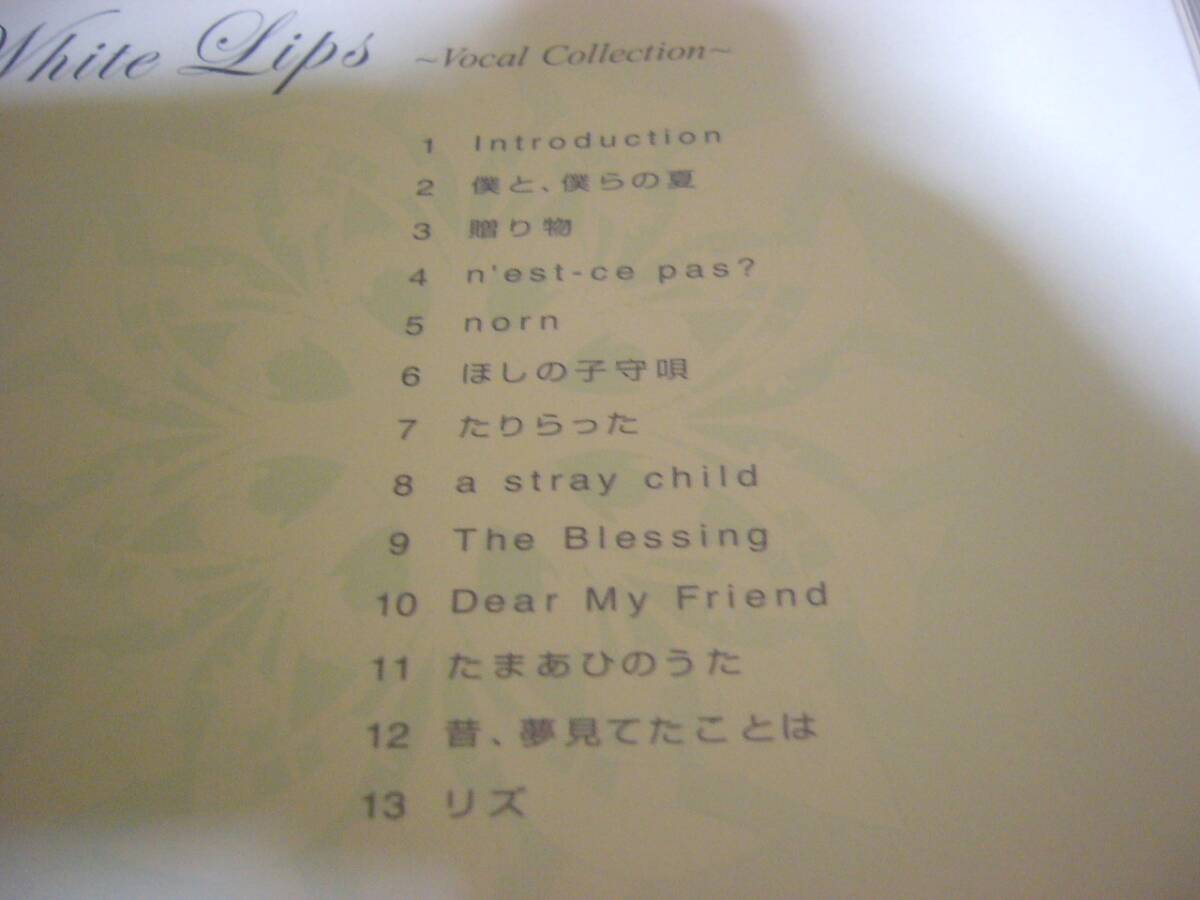 White Lips ~Vocal Collection~
1 Introduction
2 僕と、僕らの夏
3 贈り物
4 n'est-ce pas?
5 norn
6 ほしの子守唄
7 たりらった
8 a stray child
9 The Blessing
10 Dear My Friend
11 たまあひのうた
12 昔、夢見てたことは
13 リズ